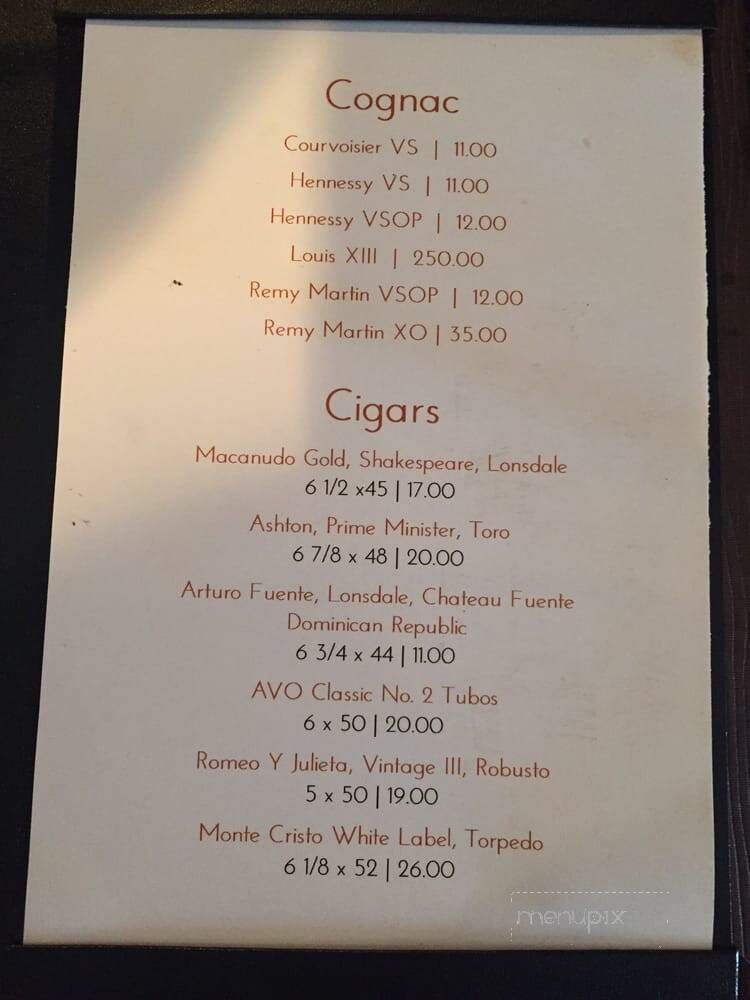 Cognac
Courvoisier VS | 11.00
Hennessy VS | 11.00
Hennessy VSOP | 12.00
Louis XIII | 250.00
Remy Martin VSOP | 12.00
Remy Martin XO | 35.00
Cigars
Macanudo Gold, Shakespeare, Lonsdale
6 1/2 x45 | 17.00
Ashton, Prime Minister, Toro
6 7/8 x 48 | 20.00
Arturo Fuente, Lonsdale, Chateau Fuente
Dominican Republic
6 3/4 x 44 | 11.00
AVO Classic No. 2 Tubos
6 x 50 | 20.00
Romeo Y Julieta, Vintage III, Robusto
5 x 50 | 19.00
Monte Cristo White Label, Torpedo
6 1/8 x 52 | 26.00
menupix